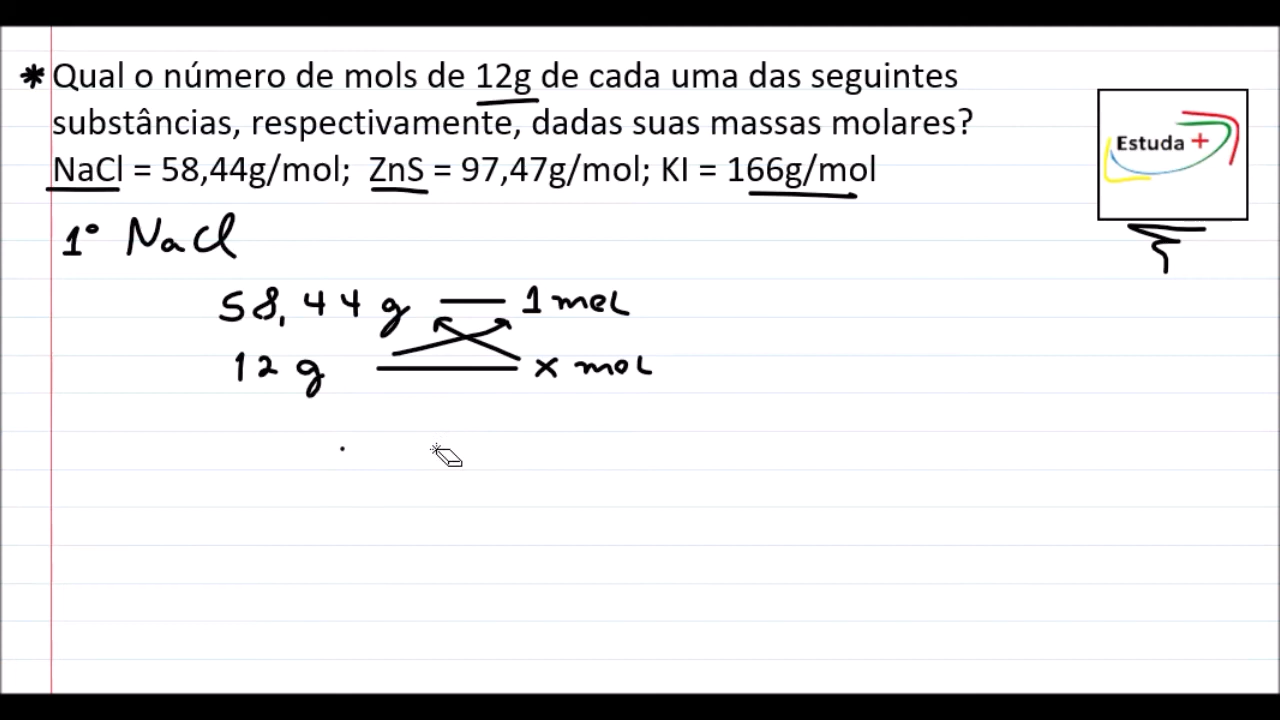 * Qual o número de mols de 12g de cada uma das seguintes
substâncias, respectivamente, dadas suas massas molares?
NaCl = 58,44g/mol; ZnS = 97,47g/mol; KI = 166g/mol
Estuda +
1º NaCl
58,44 g — 1 mol
12 g — x mol